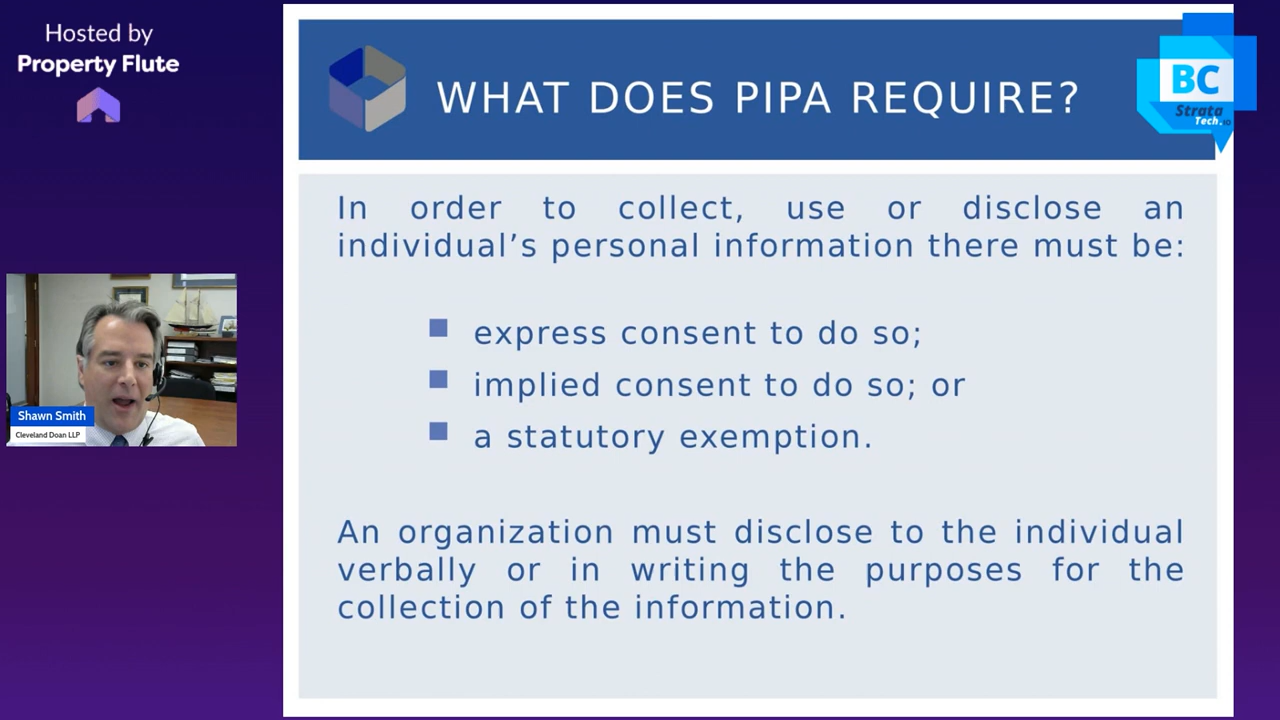 Hosted by
Property Flute
WHAT DOES PIPA REQUIRE?
BC
Strata
Tech.io
In order to collect, use or disclose an
individual’s personal information there must be:
express consent to do so;
implied consent to do so; or
a statutory exemption.
An organization must disclose to the individual
verbally or in writing the purposes for the
collection of the information.
Shawn Smith
Cleveland Doan LLP